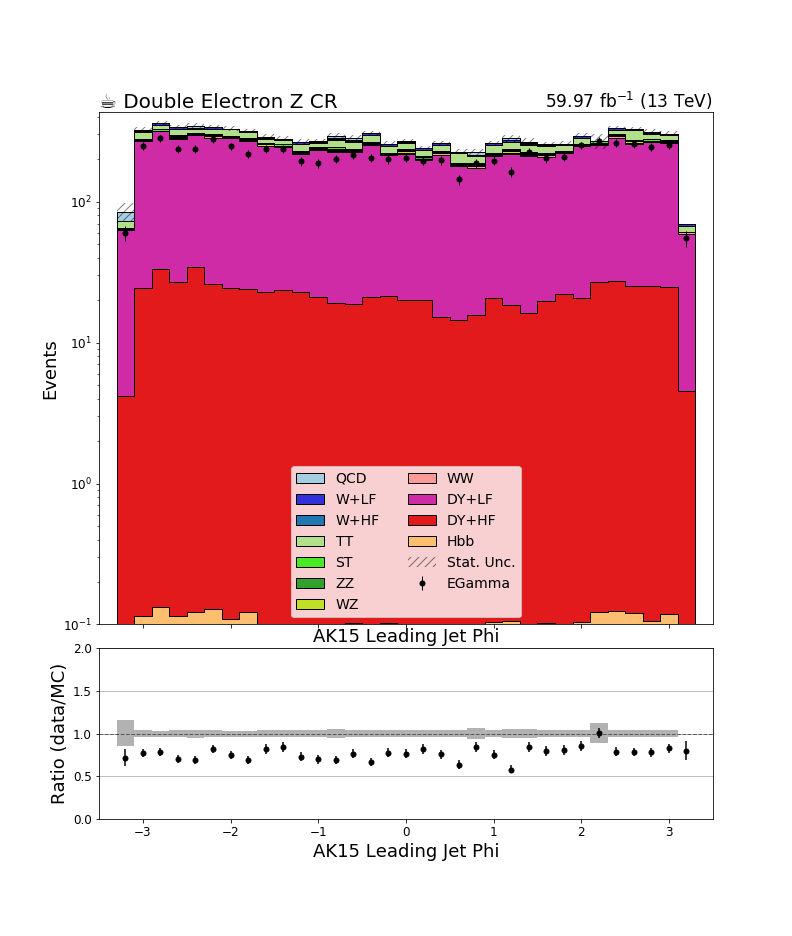 ☕ Double Electron Z CR
59.97 fb⁻¹ (13 TeV)
Events
10²
10¹
10⁰
10⁻¹
QCD
W+LF
W+HF
TT
ST
ZZ
WZ
WW
DY+LF
DY+HF
Hbb
Stat. Unc.
EGamma
AK15 Leading Jet Phi
Ratio (data/MC)
2.0
1.5
1.0
0.5
0.0
−3 −2 −1 0 1 2 3
AK15 Leading Jet Phi